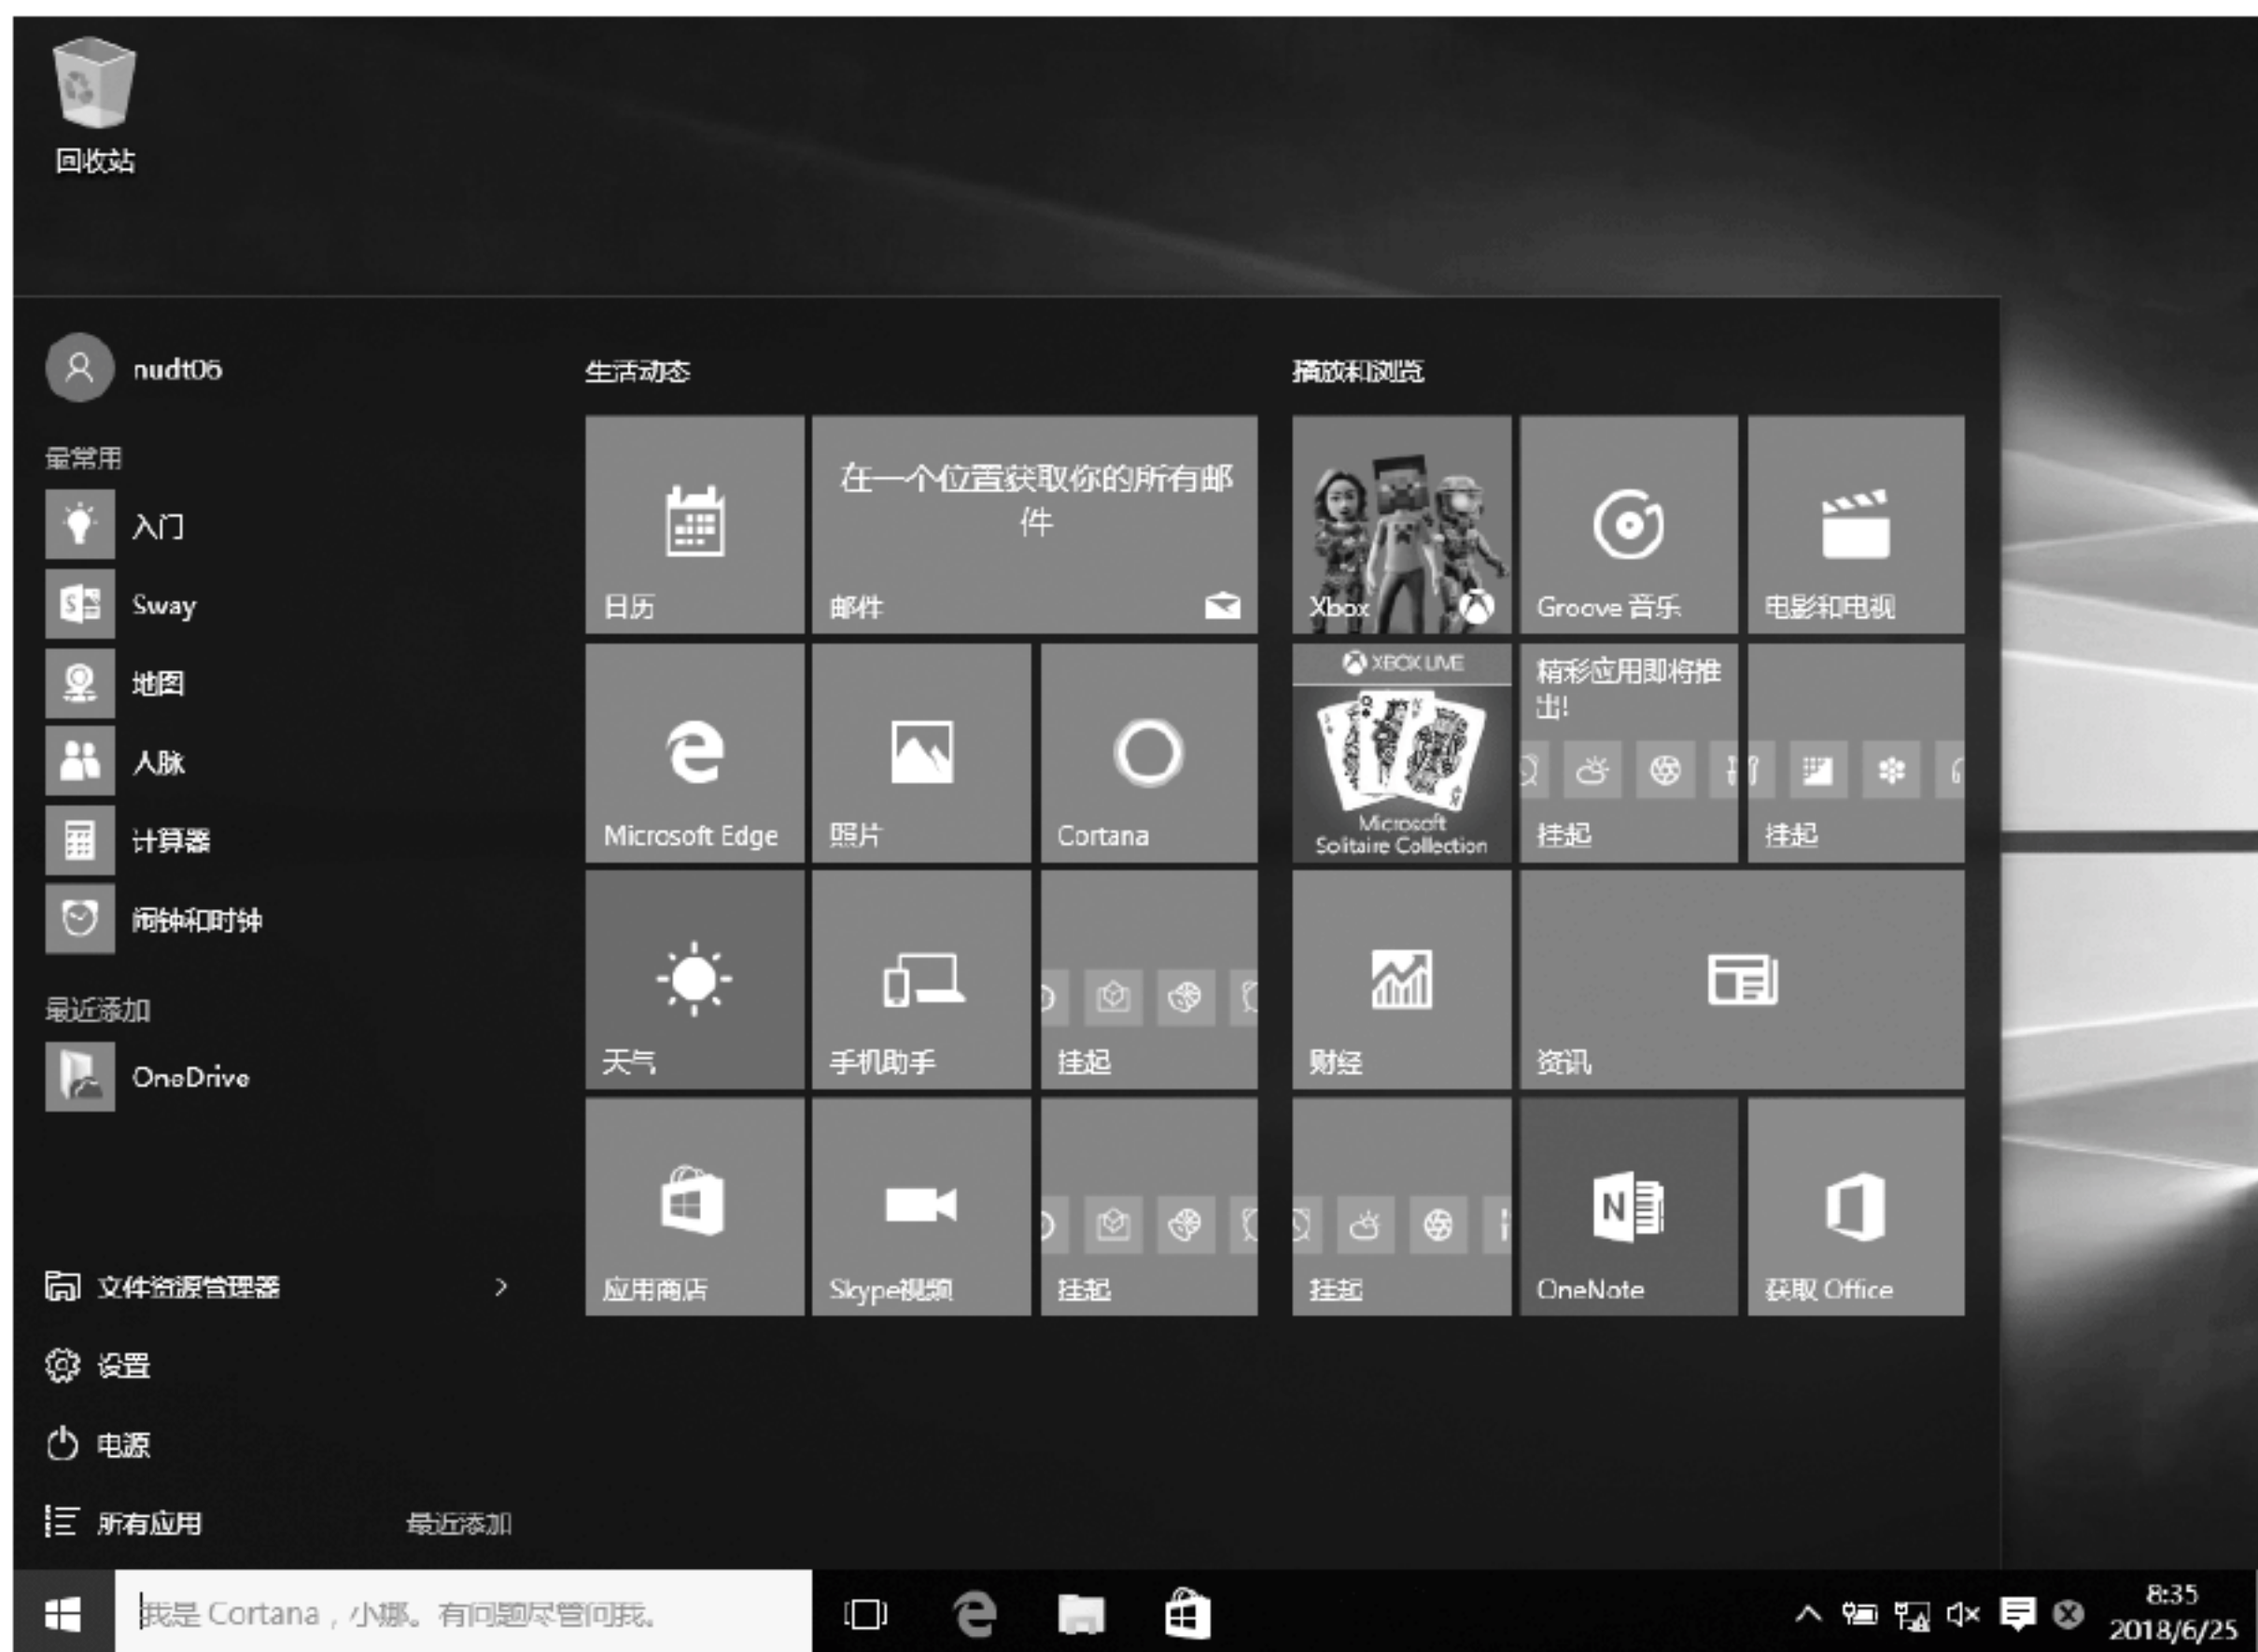 回收站
nudt06
最常用
入门
Sway
地图
人脉
计算器
闹钟和时钟
最近添加
OneDrive
文件资源管理器
设置
电源
所有应用 最近添加
生活动态
日历
在一个位置获取你的所有邮
件
邮件
Microsoft Edge
照片
Cortana
天气
手机助手
挂起
应用商店
Skype视频
挂起
播放和浏览
Xbox
Groove 音乐
电影和电视
XBOX LIVE
Microsoft
Solitaire Collection
精彩应用即将推
出!
挂起
挂起
财经
资讯
挂起
OneNote
获取 Office
我是 Cortana，小娜。有问题尽管问我。
8:35
2018/6/25